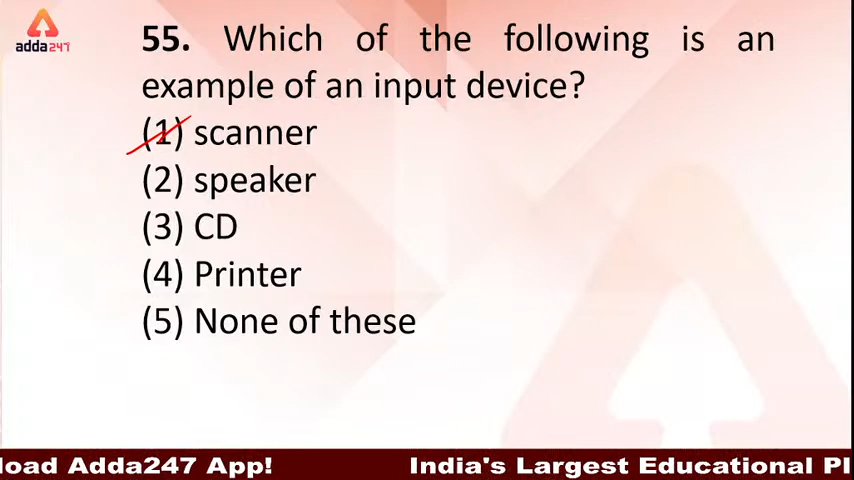 adda247
55. Which of the following is an
example of an input device?
(1) scanner
(2) speaker
(3) CD
(4) Printer
(5) None of these
load Adda247 App! India's Largest Educational Pl